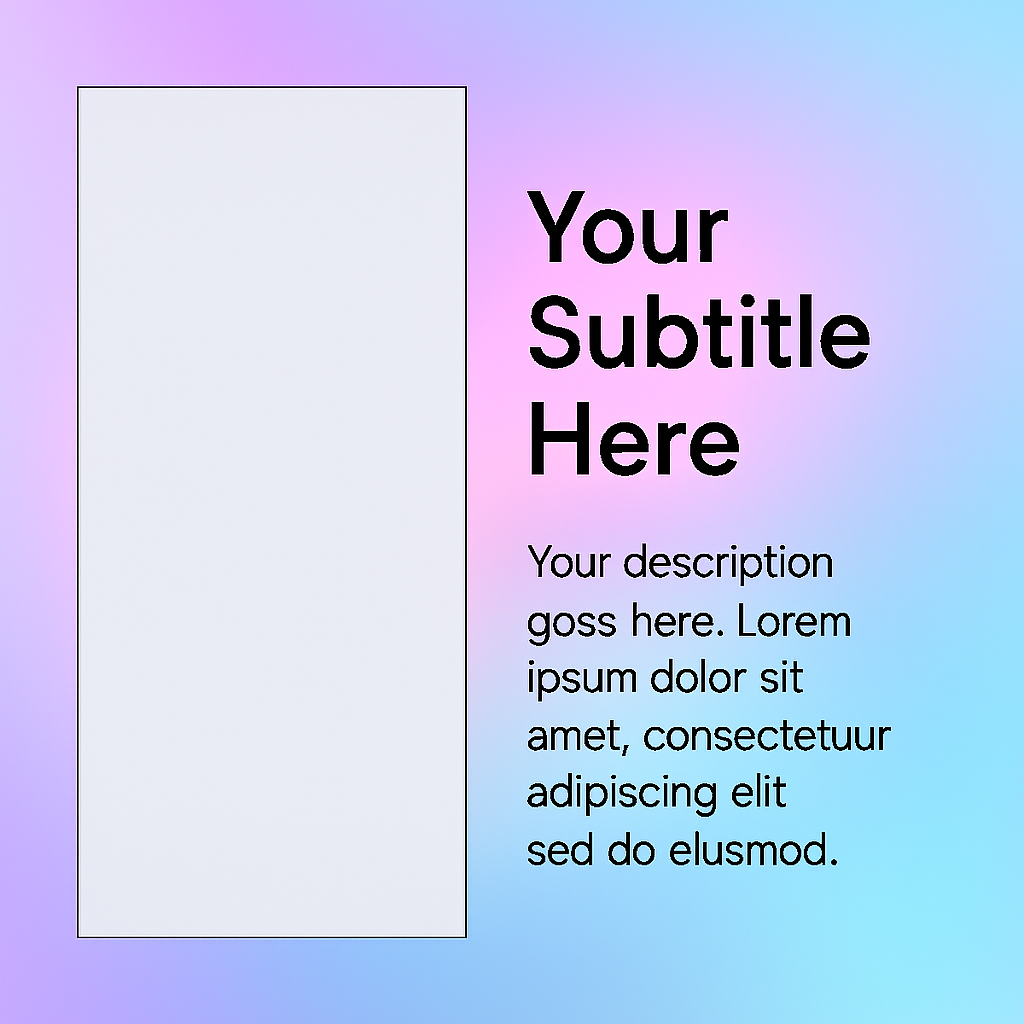 Your
Subtitle
Here
Your description
goss here. Lorem
ipsum dolor sit
amet, consectetuur
adipiscing elit
sed do elusmod.